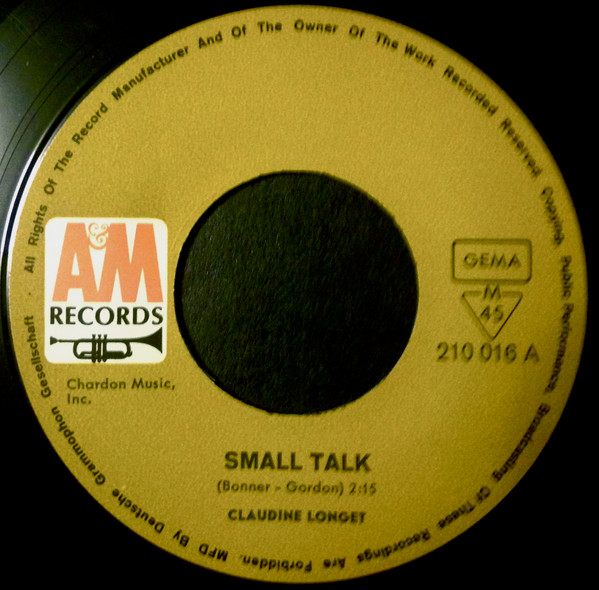 All Rights Of The Record Manufacturer And Of The Owner Of The Work Recorded Reserved Copying, Public Performance, Broadcasting Of These Recordings Are Forbidden. MFD By Deutsche Grammophon Gesellschaft ·
A&M
RECORDS
Chardon Music,
Inc.
GEMA
M
45
210 016 A
SMALL TALK
(Bonner - Gordon) 2:15
CLAUDINE LONGET